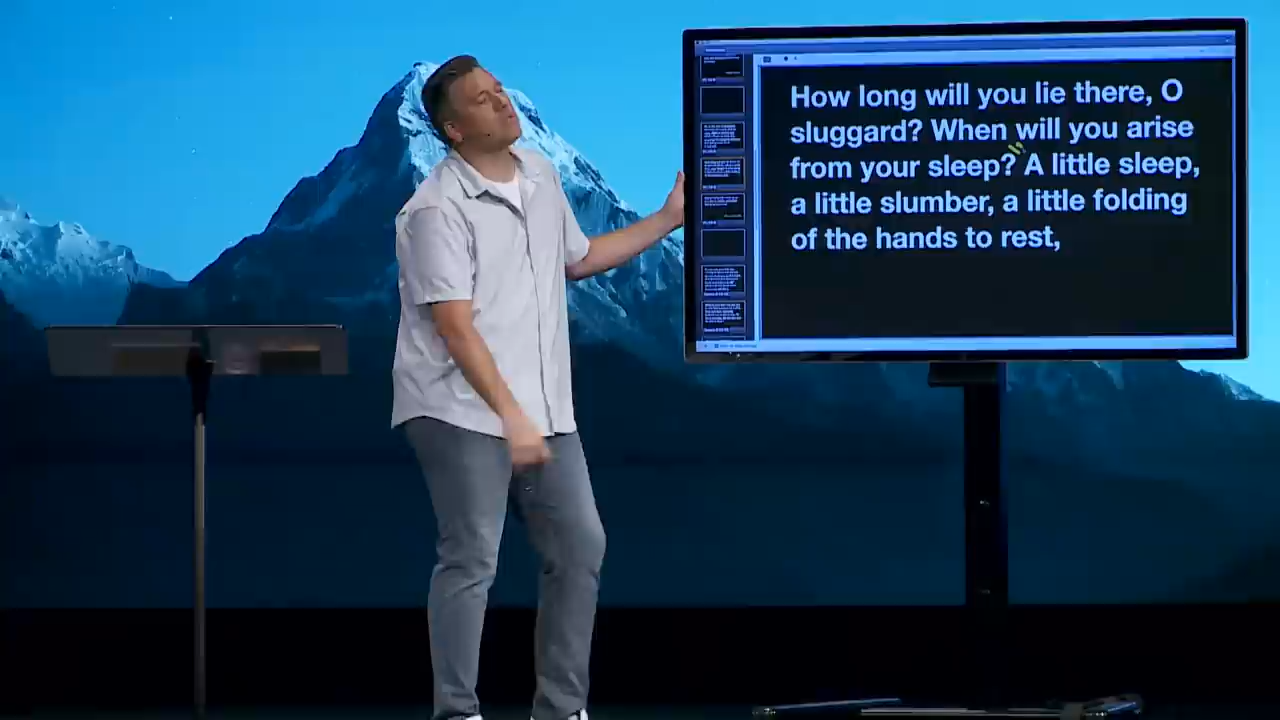 How long will you lie there, O
sluggard? When will you arise
from your sleep? A little sleep,
a little slumber, a little folding
of the hands to rest,